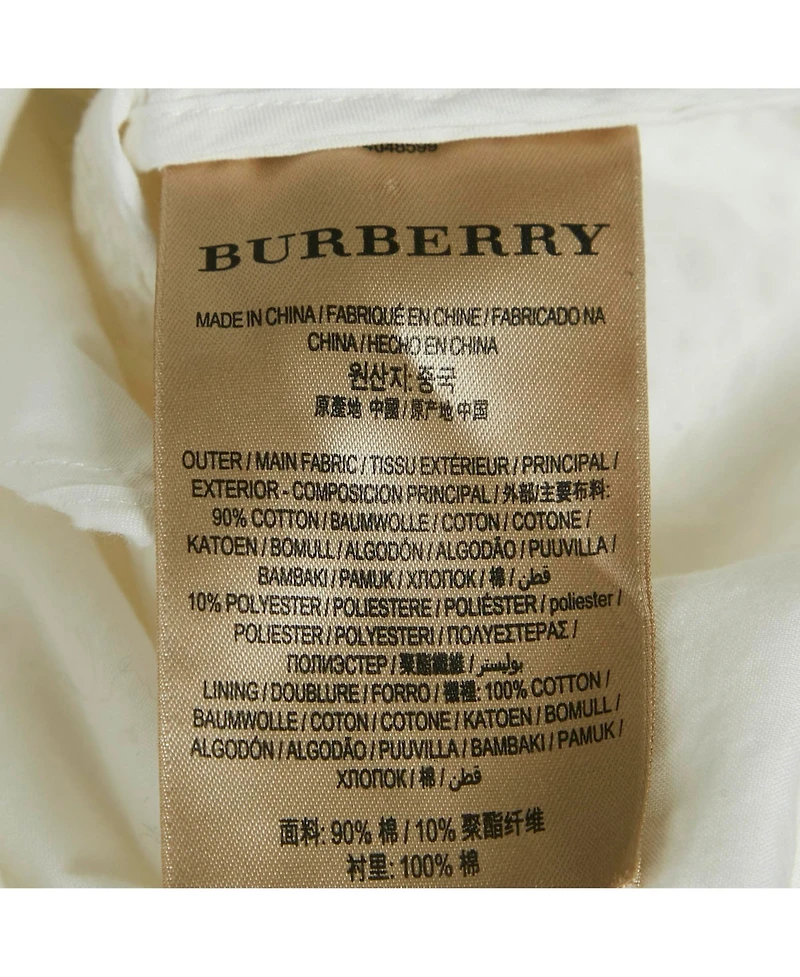 4048599
BURBERRY
MADE IN CHINA / FABRIQUÉ EN CHINE / FABRICADO NA
CHINA / HECHO EN CHINA
원산지: 중국
原產地 中國 / 原产地 中国
OUTER / MAIN FABRIC / TISSU EXTÉRIEUR / PRINCIPAL /
EXTERIOR - COMPOSICION PRINCIPAL / 外部/主要布料:
90% COTTON / BAUMWOLLE / COTON / COTONE /
KATOEN / BOMULL / ALGODÓN / ALGODÃO / PUUVILLA /
BAMBAKI / PAMUK / ХЛОПОК / 棉 / قطن
10% POLYESTER / POLIESTERE / POLIÉSTER / poliester /
POLIESTER / POLYESTERI / ΠΟΛΥΕΣΤΕΡΑΣ /
ПОЛИЭСТЕР / 聚酯纖維 / بوليستر
LINING / DOUBLURE / FORRO / 襯裡: 100% COTTON /
BAUMWOLLE / COTON / COTONE / KATOEN / BOMULL /
ALGODÓN / ALGODÃO / PUUVILLA / BAMBAKI / PAMUK /
ХЛОПОК / 棉 / قطن
面料: 90% 棉 / 10% 聚酯纤维
衬里: 100% 棉